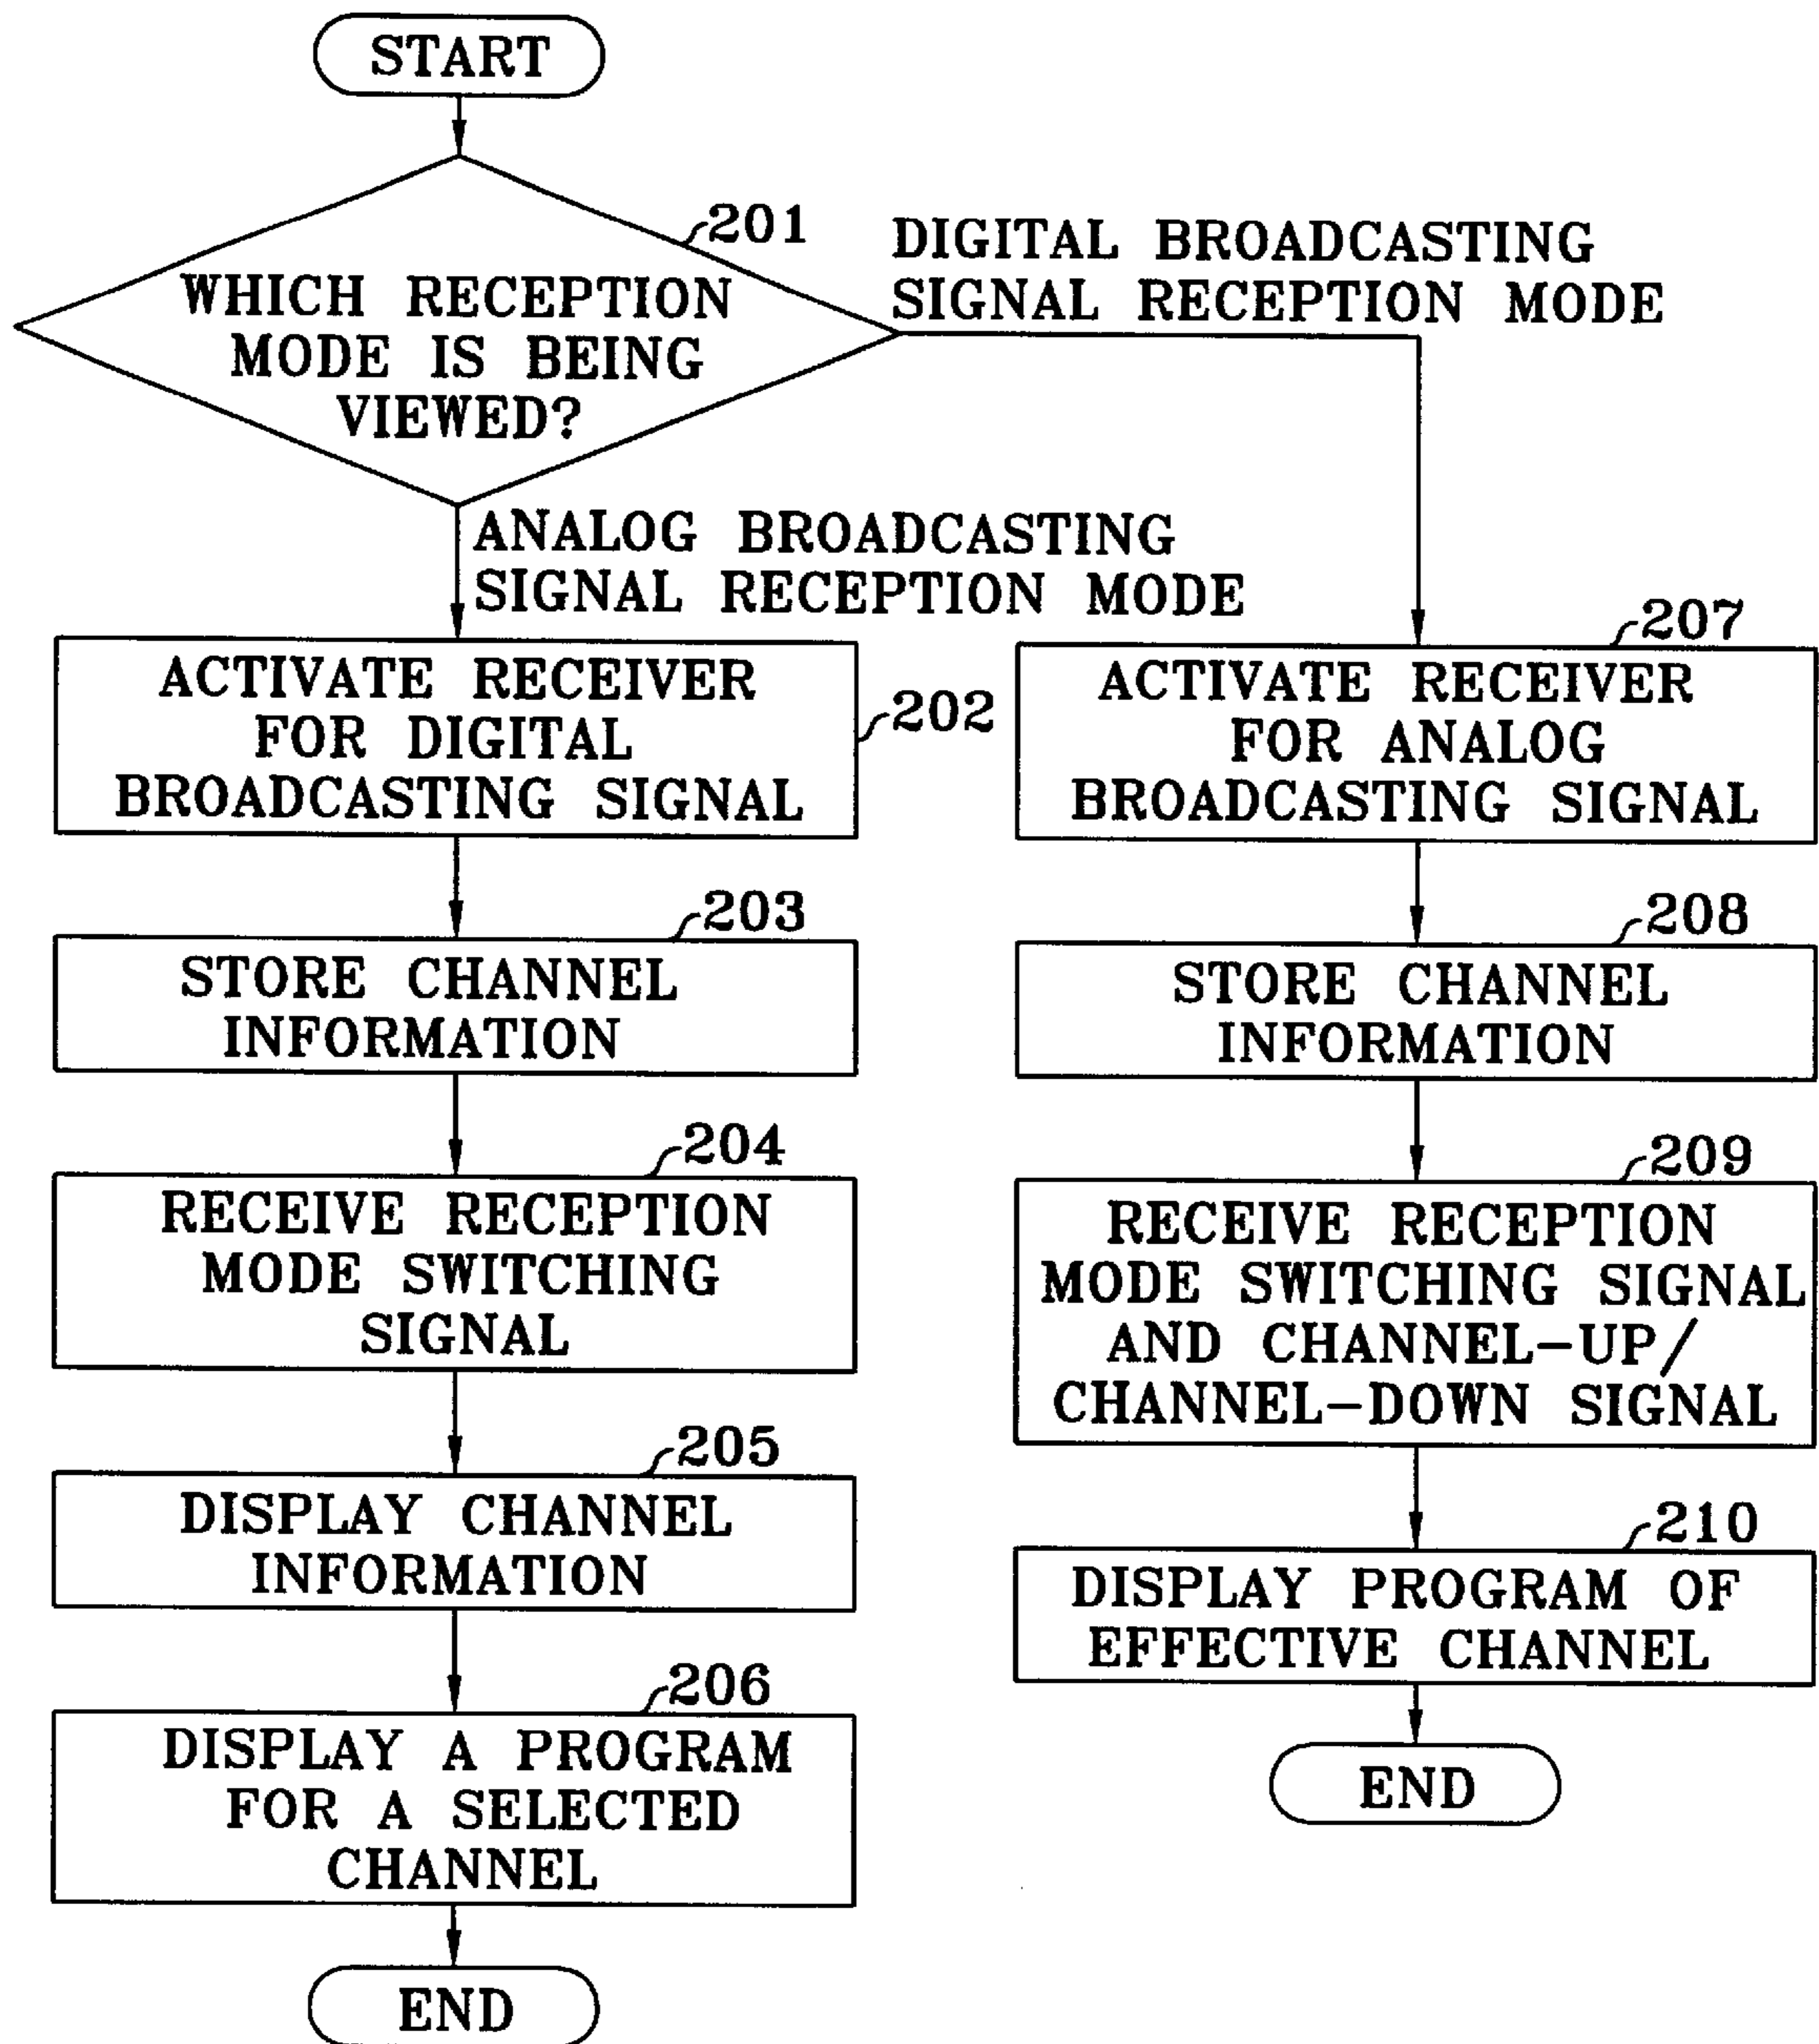 START
201
WHICH RECEPTION
MODE IS BEING
VIEWED?
DIGITAL BROADCASTING
SIGNAL RECEPTION MODE
ANALOG BROADCASTING
SIGNAL RECEPTION MODE
202
ACTIVATE RECEIVER
FOR DIGITAL
BROADCASTING SIGNAL
203
STORE CHANNEL
INFORMATION
204
RECEIVE RECEPTION
MODE SWITCHING
SIGNAL
205
DISPLAY CHANNEL
INFORMATION
206
DISPLAY A PROGRAM
FOR A SELECTED
CHANNEL
END
207
ACTIVATE RECEIVER
FOR ANALOG
BROADCASTING SIGNAL
208
STORE CHANNEL
INFORMATION
209
RECEIVE RECEPTION
MODE SWITCHING SIGNAL
AND CHANNEL-UP/
CHANNEL-DOWN SIGNAL
210
DISPLAY PROGRAM OF
EFFECTIVE CHANNEL
END